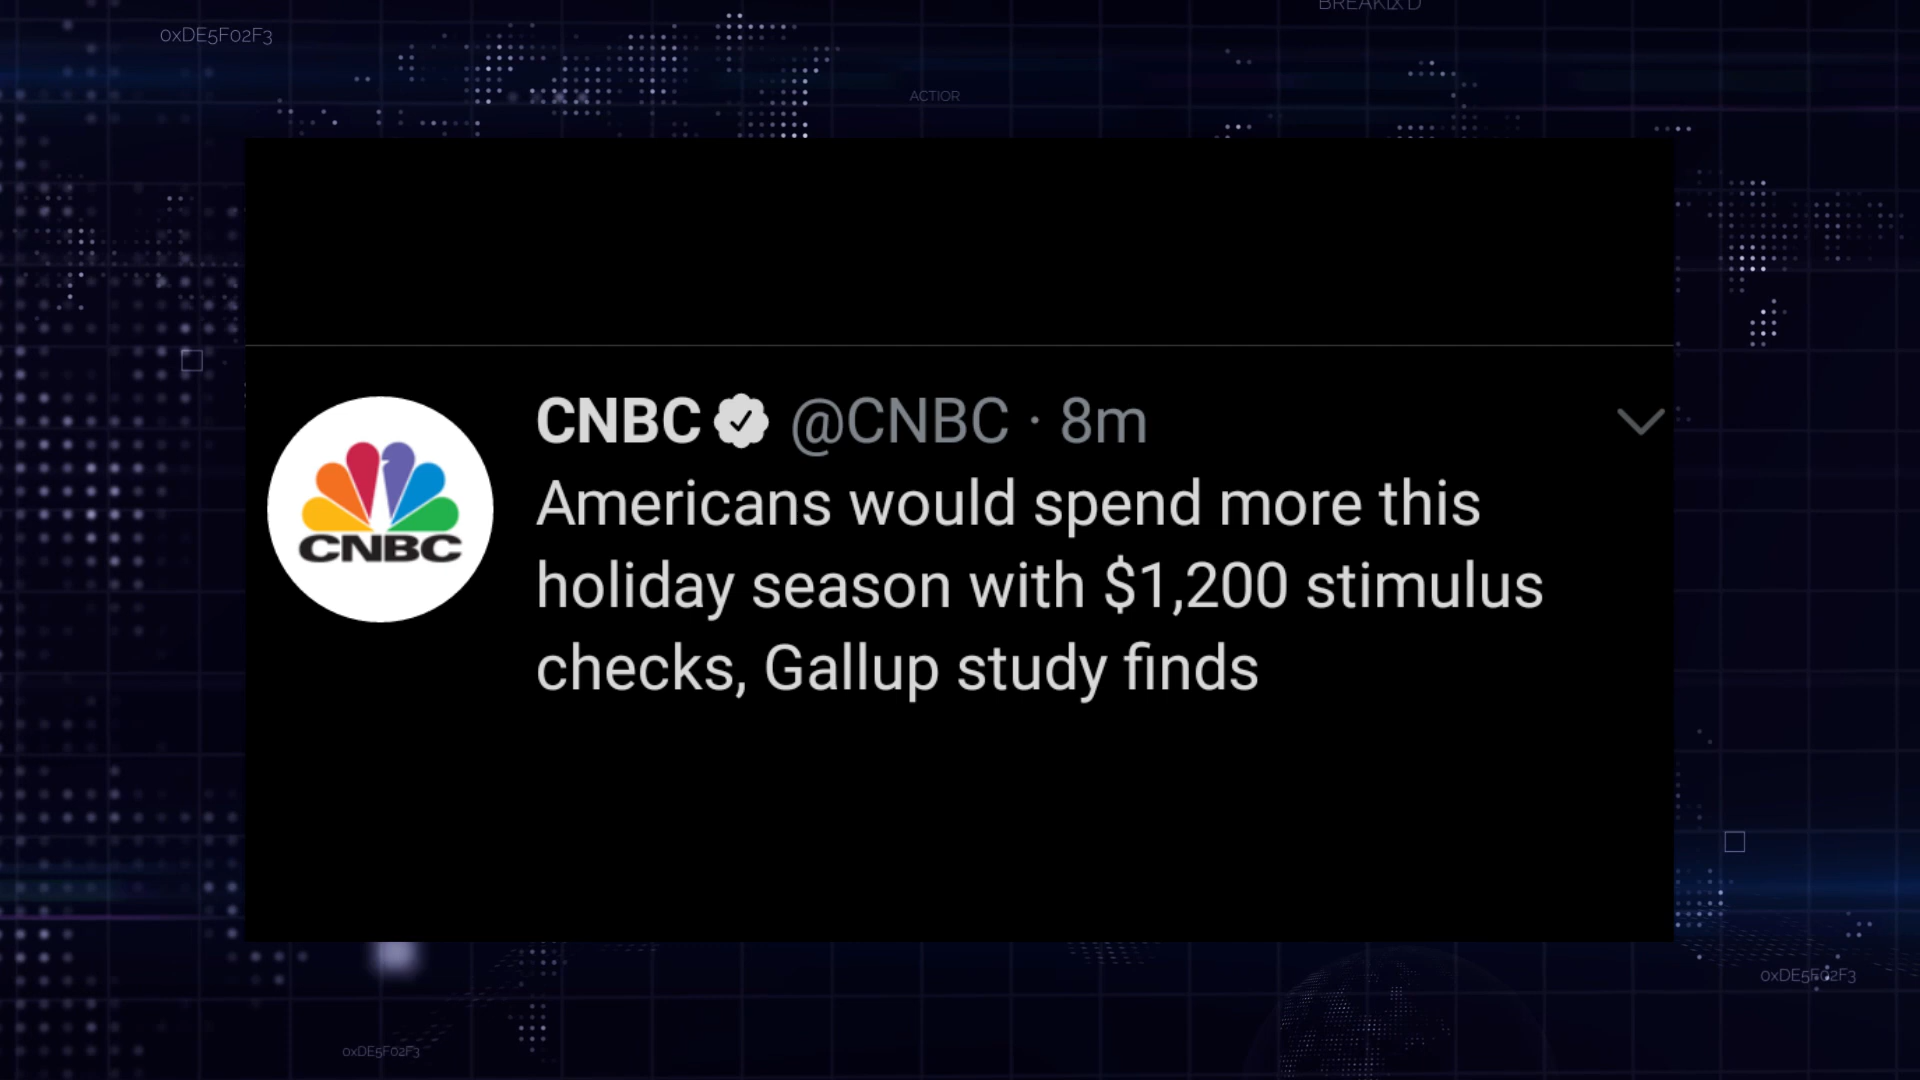 0xDE5F02F3
ACTIOR
CNBC @CNBC · 8m
Americans would spend more this
holiday season with $1,200 stimulus
checks, Gallup study finds
CNBC
0xDE5F02F3
0xDE5F02F3